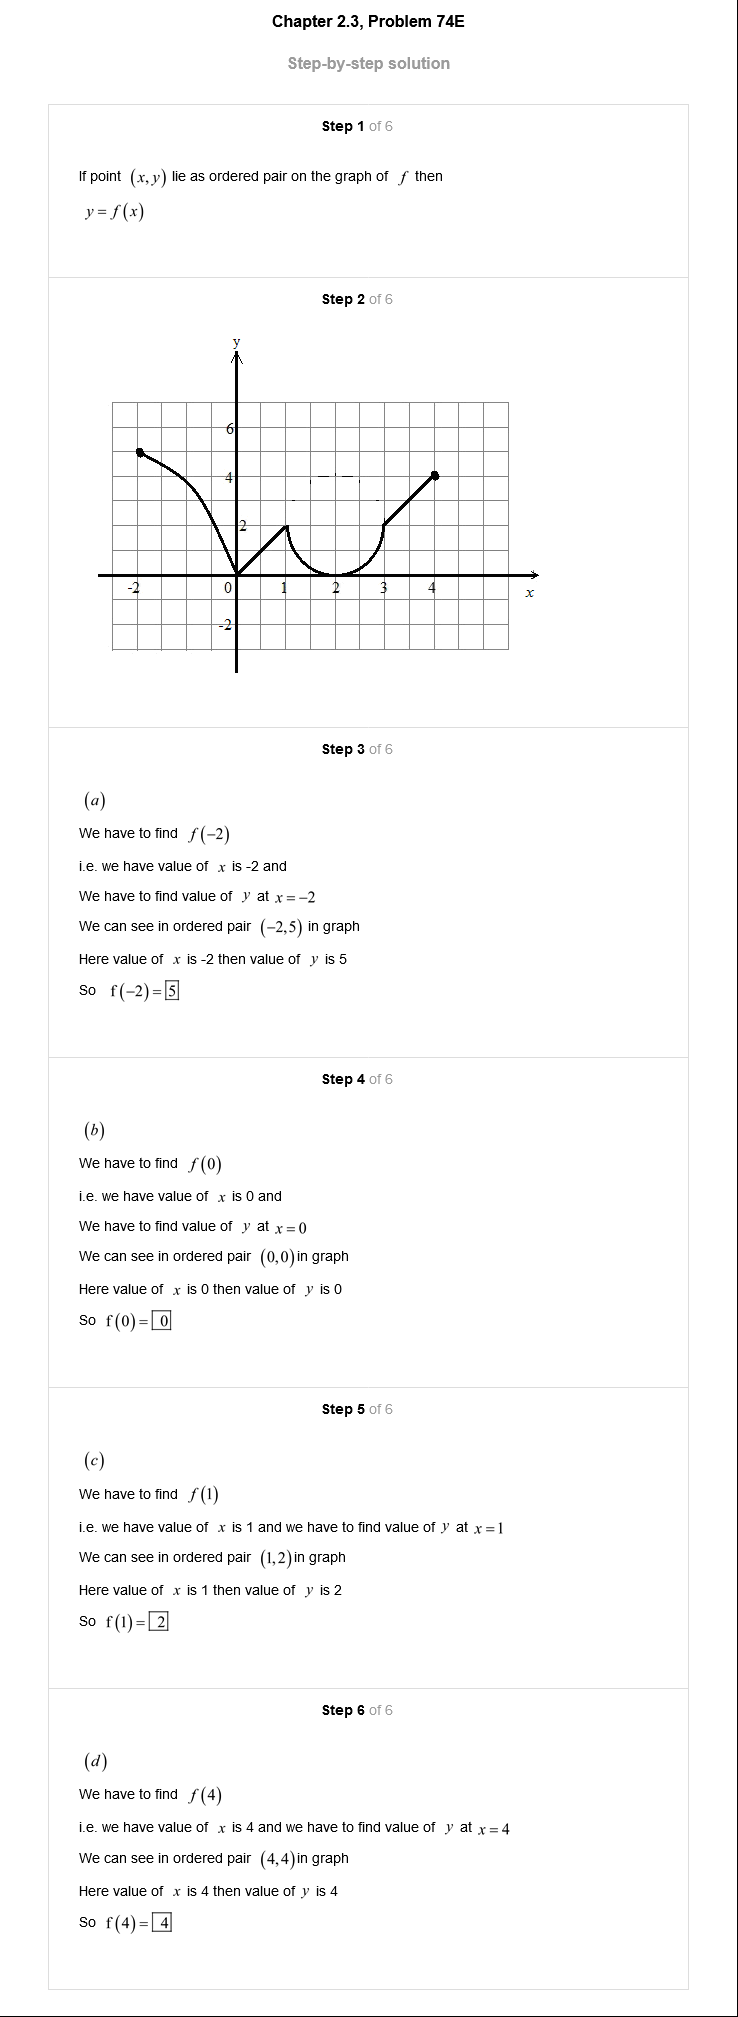 Chapter 2.3, Problem 74E
Step-by-step solution
Step 1 of 6
If point (x, y) lie as ordered pair on the graph of f then
y = f(x)
Step 2 of 6
y
6
4
2
-2 0 1 2 3 4
x
-2
Step 3 of 6
(a)
We have to find f(−2)
i.e. we have value of x is -2 and
We have to find value of y at x = −2
We can see in ordered pair (−2,5) in graph
Here value of x is -2 then value of y is 5
So f(−2) = 5
Step 4 of 6
(b)
We have to find f(0)
i.e. we have value of x is 0 and
We have to find value of y at x = 0
We can see in ordered pair (0,0) in graph
Here value of x is 0 then value of y is 0
So f(0) = 0
Step 5 of 6
(c)
We have to find f(1)
i.e. we have value of x is 1 and we have to find value of y at x = 1
We can see in ordered pair (1,2) in graph
Here value of x is 1 then value of y is 2
So f(1) = 2
Step 6 of 6
(d)
We have to find f(4)
i.e. we have value of x is 4 and we have to find value of y at x = 4
We can see in ordered pair (4,4) in graph
Here value of x is 4 then value of y is 4
So f(4) = 4